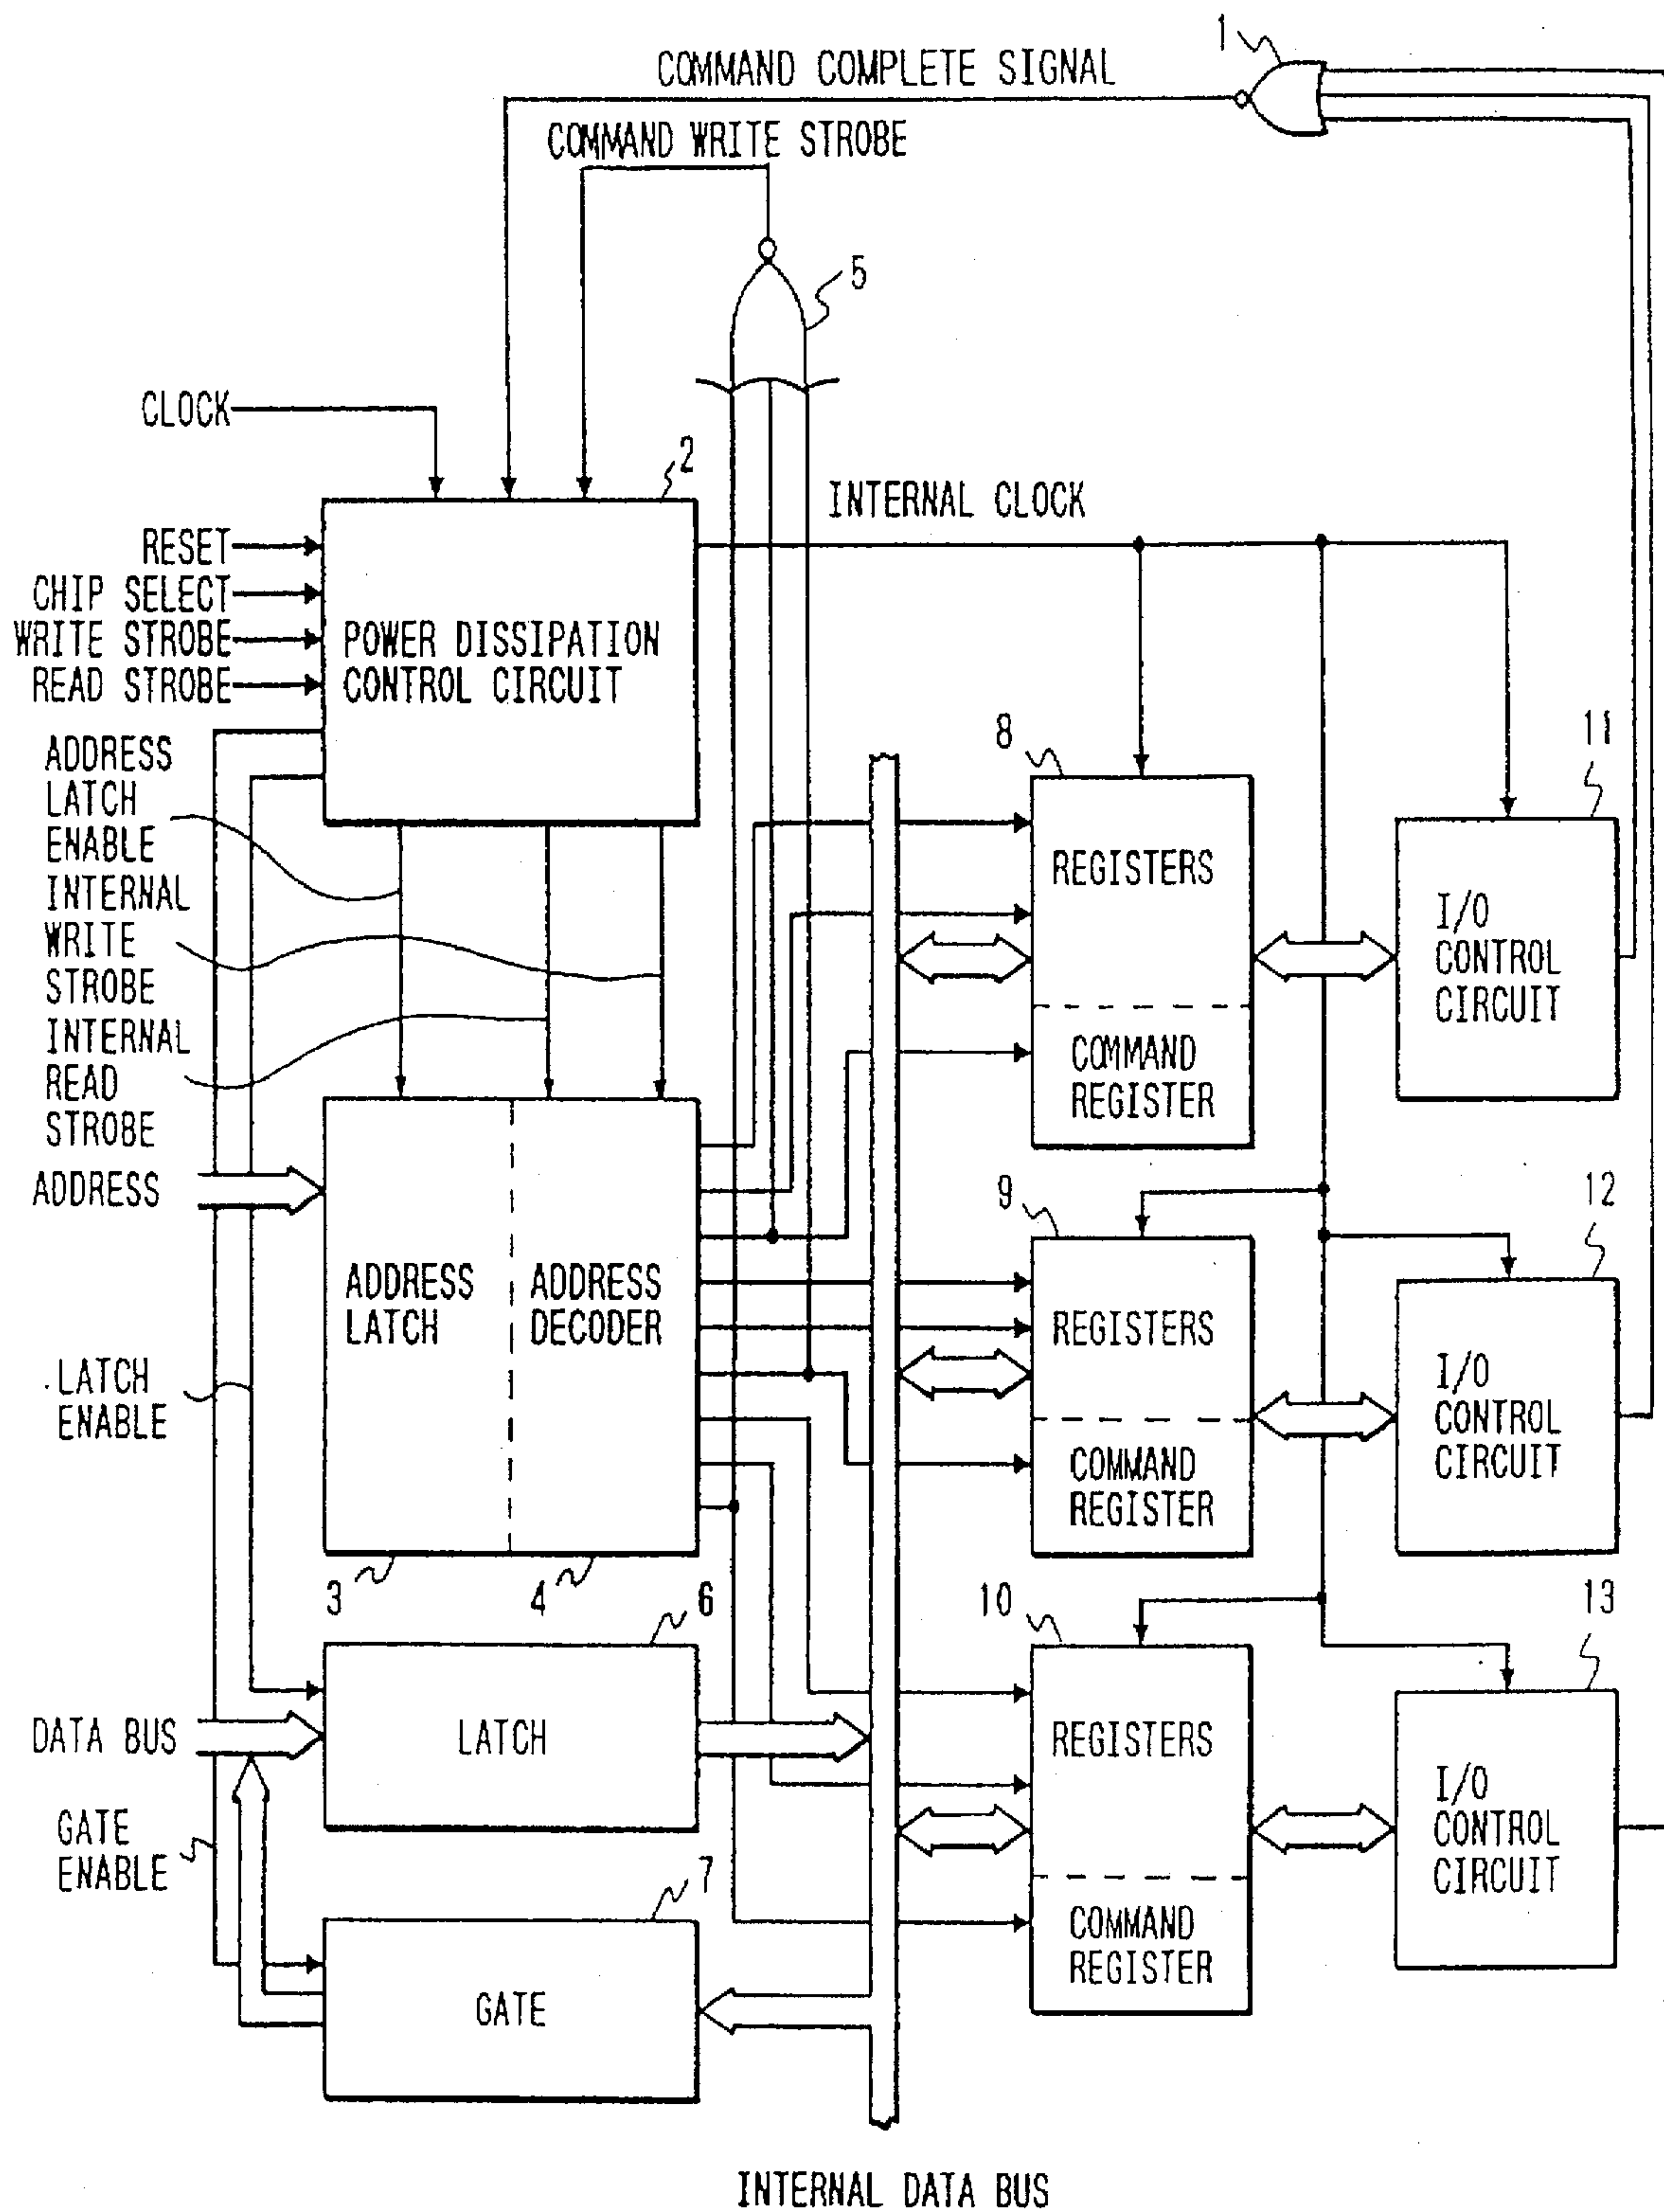 1
COMMAND COMPLETE SIGNAL
COMMAND WRITE STROBE
5
CLOCK
2
INTERNAL CLOCK
RESET
CHIP SELECT
WRITE STROBE
READ STROBE
POWER DISSIPATION
CONTROL CIRCUIT
ADDRESS
LATCH
ENABLE
INTERNAL
WRITE
STROBE
INTERNAL
READ
STROBE
8
REGISTERS
COMMAND
REGISTER
11
I/O
CONTROL
CIRCUIT
ADDRESS
ADDRESS
LATCH
ADDRESS
DECODER
9
REGISTERS
COMMAND
REGISTER
12
I/O
CONTROL
CIRCUIT
LATCH
ENABLE
3
4
6
10
13
DATA BUS
LATCH
REGISTERS
COMMAND
REGISTER
I/O
CONTROL
CIRCUIT
GATE
ENABLE
7
GATE
INTERNAL DATA BUS